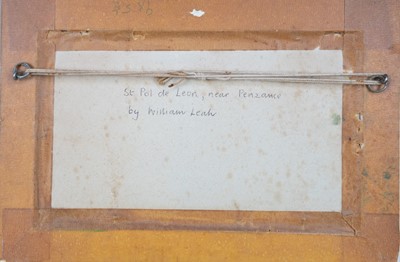 St Pol de Leon, near Penzance
by William Leah